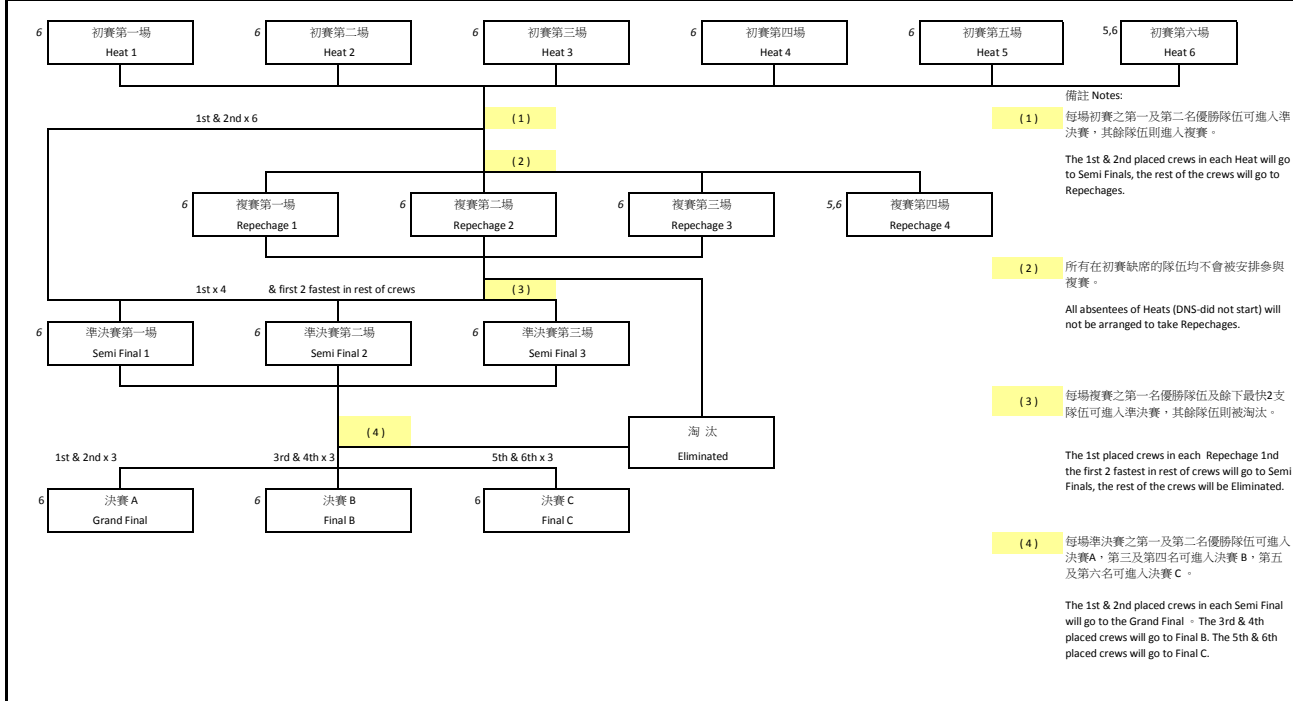 6 初賽第一場 6 初賽第二場 6 初賽第三場 6 初賽第四場 6 初賽第五場 5,6 初賽第六場
Heat 1 Heat 2 Heat 3 Heat 4 Heat 5 Heat 6
1st & 2nd x 6 ( 1 )
( 2 )
6 複賽第一場 6 複賽第二場 6 複賽第三場 5,6 複賽第四場
Repechage 1 Repechage 2 Repechage 3 Repechage 4
1st x 4 & first 2 fastest in rest of crews ( 3 )
6 準決賽第一場 6 準決賽第二場 6 準決賽第三場
Semi Final 1 Semi Final 2 Semi Final 3
( 4 ) 淘 汰
Eliminated
1st & 2nd x 3 3rd & 4th x 3 5th & 6th x 3
6 決賽 A 6 決賽 B 6 決賽 C
Grand Final Final B Final C
備註 Notes:
( 1 ) 每場初賽之第一及第二名優勝隊伍可進入準
決賽，其餘隊伍則進入複賽。
The 1st & 2nd placed crews in each Heat will go
to Semi Finals, the rest of the crews will go to
Repechages.
( 2 ) 所有在初賽缺席的隊伍均不會被安排參與
複賽。
All absentees of Heats (DNS-did not start) will
not be arranged to take Repechages.
( 3 ) 每場複賽之第一名優勝隊伍及餘下最快2支
隊伍可進入準決賽，其餘隊伍則被淘汰。
The 1st placed crews in each Repechage 1nd
the first 2 fastest in rest of crews will go to Semi
Finals, the rest of the crews will be Eliminated.
( 4 ) 每場準決賽之第一及第二名優勝隊伍可進入
決賽A，第三及第四名可進入決賽 B，第五
及第六名可進入決賽 C 。
The 1st & 2nd placed crews in each Semi Final
will go to the Grand Final 。 The 3rd & 4th
placed crews will go to Final B. The 5th & 6th
placed crews will go to Final C.